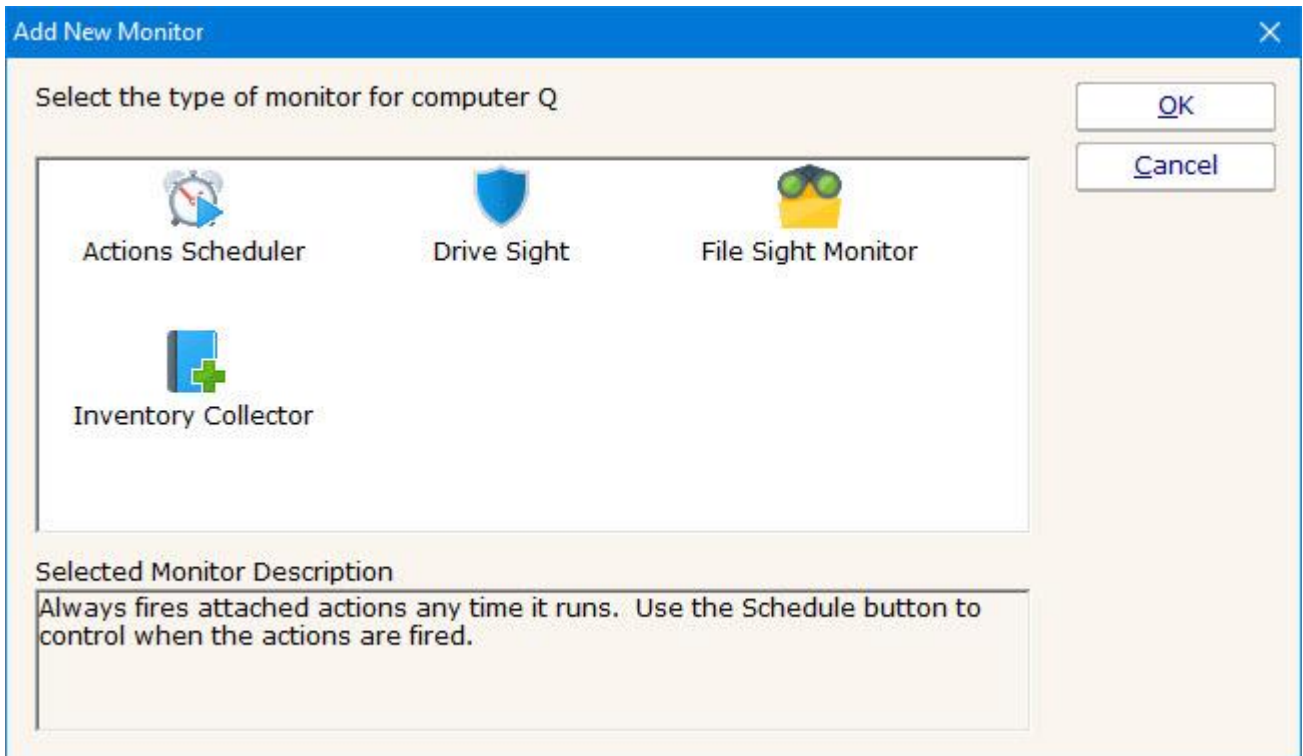 Add New Monitor
Select the type of monitor for computer Q
OK
Cancel
Actions Scheduler
Drive Sight
File Sight Monitor
Inventory Collector
Selected Monitor Description
Always fires attached actions any time it runs.  Use the Schedule button to
control when the actions are fired.